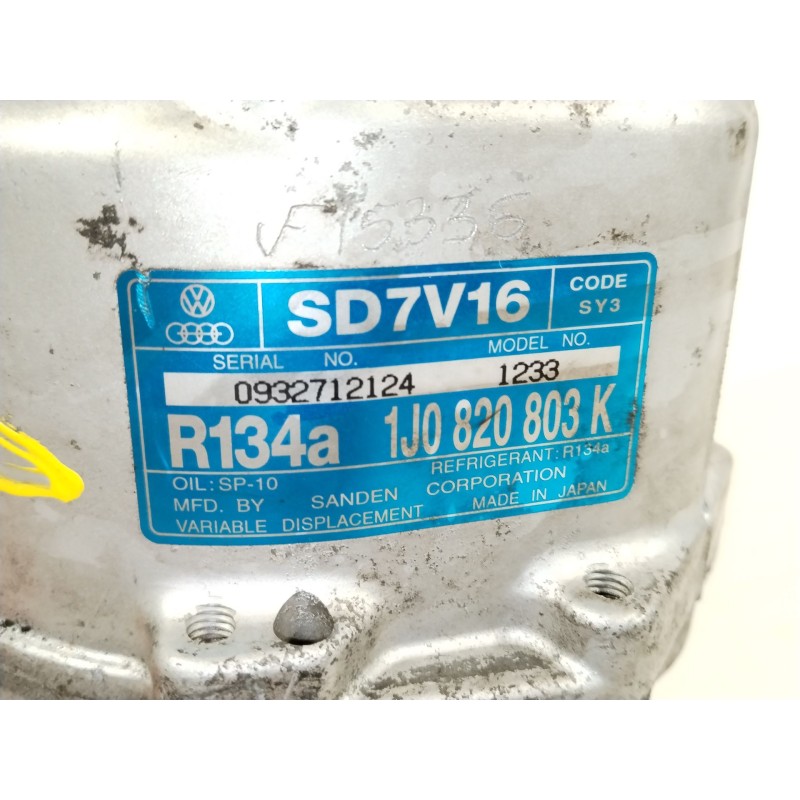 F15336
SD7V16
CODE
SY3
SERIAL NO.
MODEL NO.
0932712124
1233
R134a
1J0 820 803 K
OIL: SP-10
REFRIGERANT: R134a
MFD. BY SANDEN CORPORATION
VARIABLE DISPLACEMENT
MADE IN JAPAN